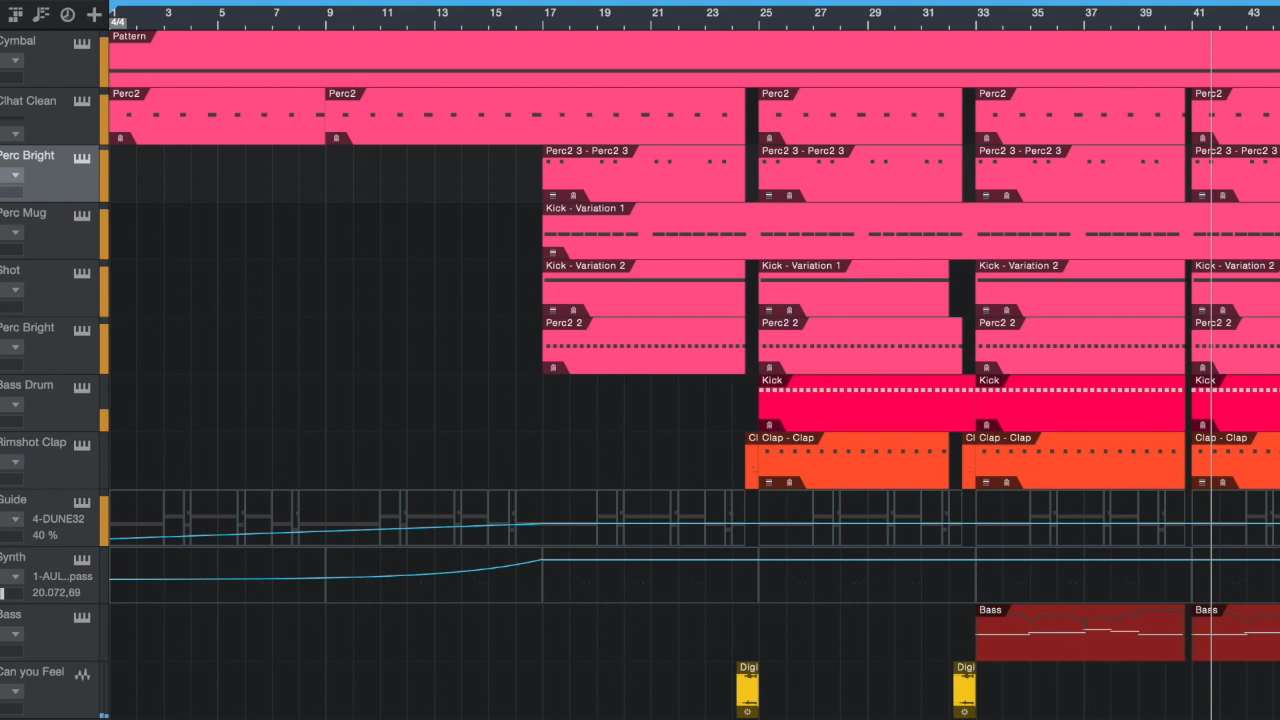 1 3 5 7 9 11 13 15 17 19 21 23 25 27 29 31 33 35 37 39 41 43
4/4
Cymbal
Pattern
Clhat Clean
Perc2 Perc2 Perc2 Perc2 Perc2
Perc Bright
Perc2 3 - Perc2 3 Perc2 3 - Perc2 3 Perc2 3 - Perc2 3 Perc2 3 - Perc2 3
Perc Mug
Kick - Variation 1
Shot
Kick - Variation 2 Kick - Variation 1 Kick - Variation 2 Kick - Variation 2
Perc Bright
Perc2 2 Perc2 2 Perc2 2 Perc2 2
Bass Drum
Kick Kick Kick
Rimshot Clap
Cl Clap - Clap Cl Clap - Clap Clap - Clap
Guide
4-DUNE32
40 %
Synth
1-AUL..pass
20.072,69
Bass
Bass Bass
Can you Feel
Digi Digi